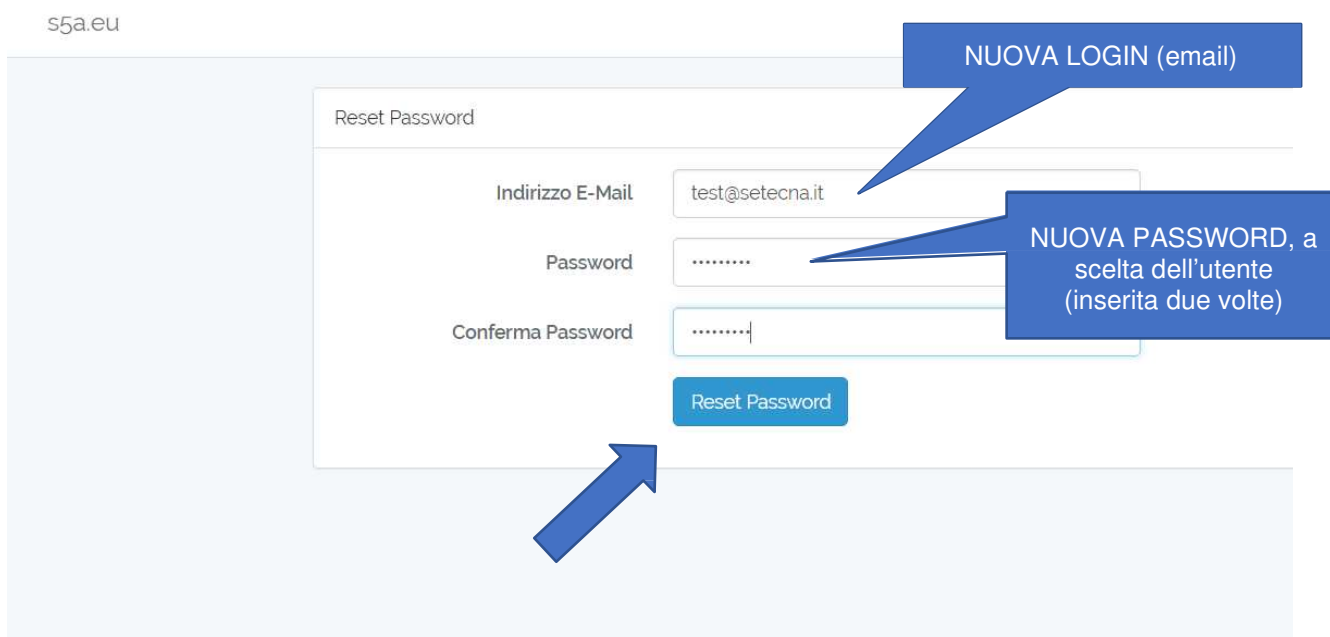 s5a.eu
NUOVA LOGIN (email)
Reset Password
Indirizzo E-Mail
test@setecna.it
NUOVA PASSWORD, a
scelta dell’utente
(inserita due volte)
Password
•••••••••
Conferma Password
•••••••••
Reset Password